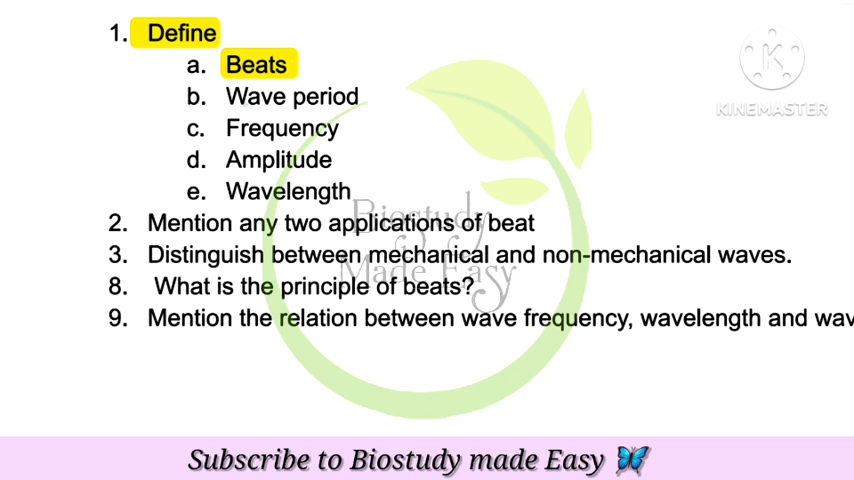 1. Define
a. Beats
KINEMASTER
b. Wave period
c. Frequency
d. Amplitude
e. Wavelength
Biostudy
Made Easy
2. Mention any two applications of beat
3. Distinguish between mechanical and non-mechanical waves.
8. What is the principle of beats?
9. Mention the relation between wave frequency, wavelength and wav
Subscribe to Biostudy made Easy